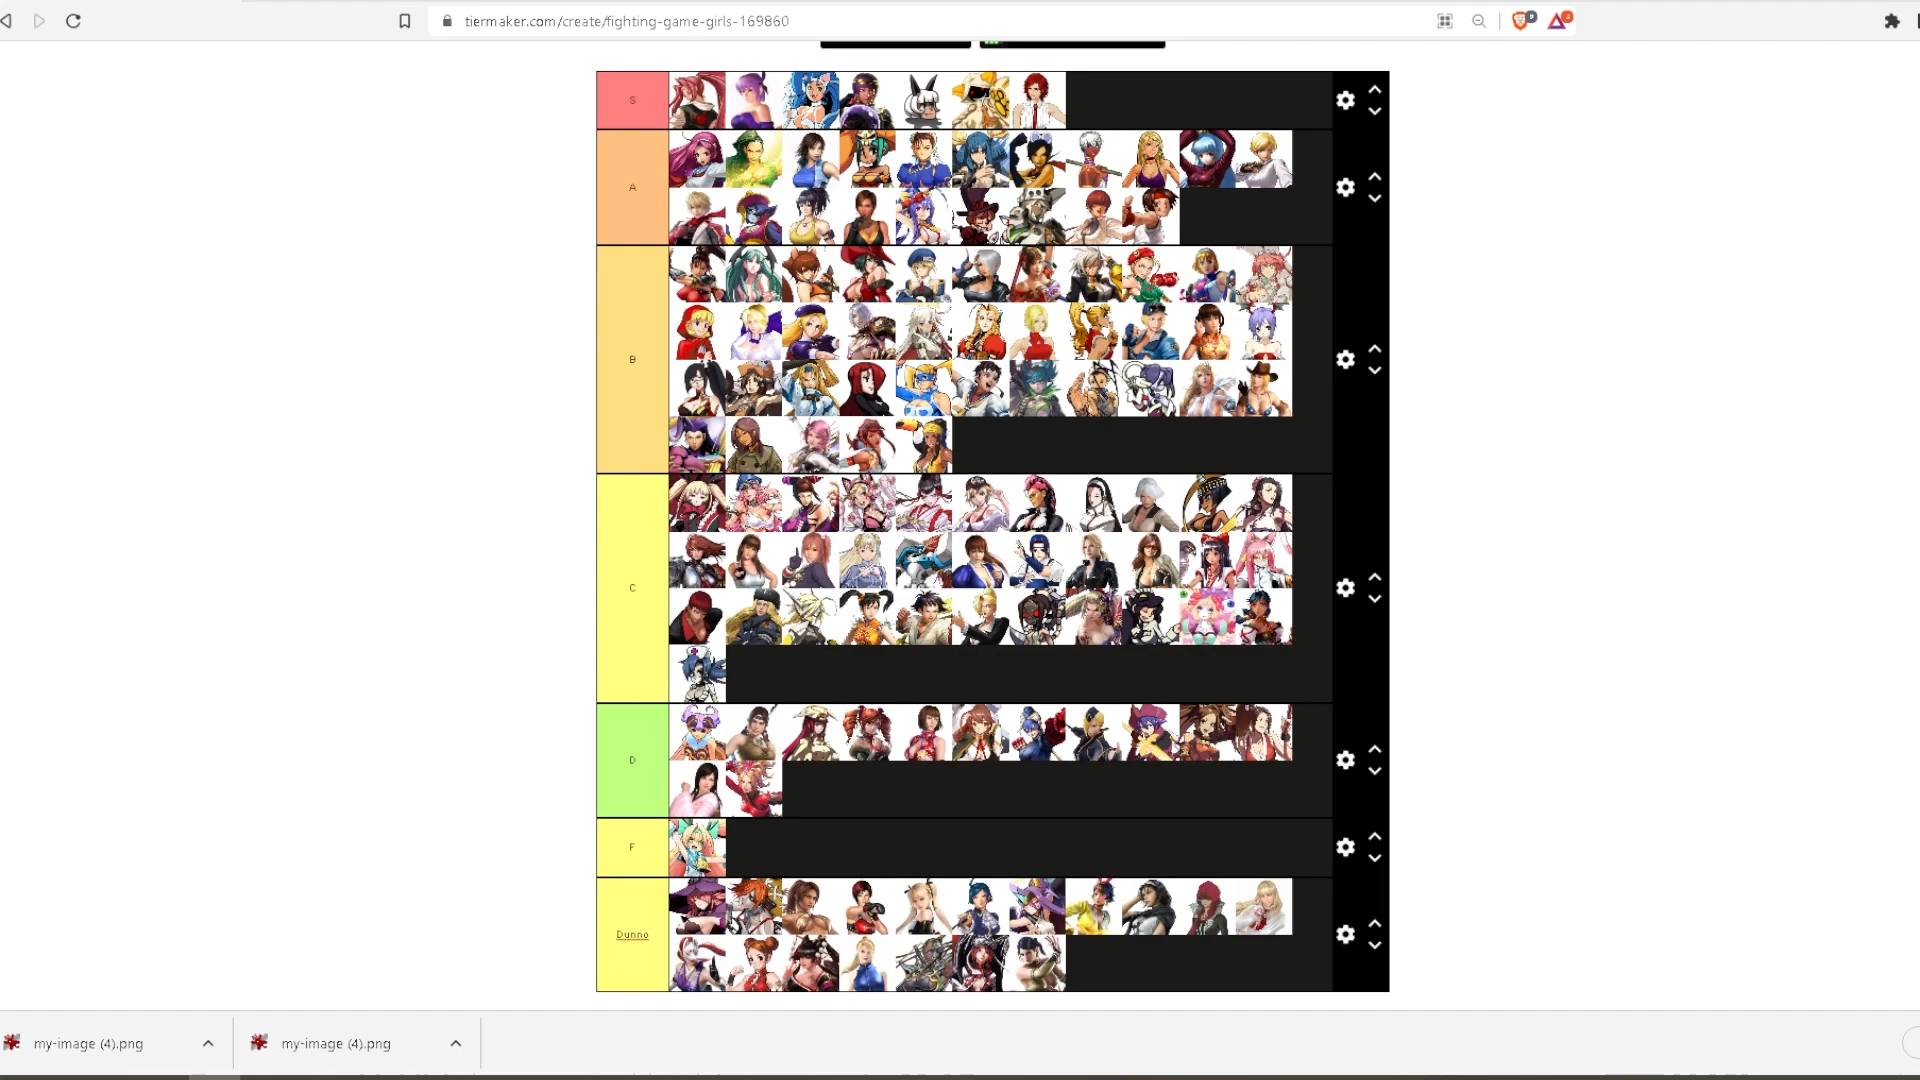 tiermaker.com/create/fighting-game-girls-169860
S
A
B
C
D
F
Dunno
my-image (4).png
my-image (4).png